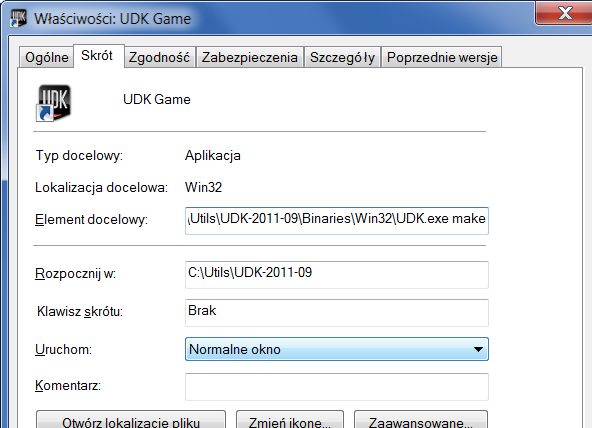 Właściwości: UDK Game
Ogólne Skrót Zgodność Zabezpieczenia Szczegóły Poprzednie wersje
UDK UDK Game
Typ docelowy: Aplikacja
Lokalizacja docelowa: Win32
Element docelowy: \Utils\UDK-2011-09\Binaries\Win32\UDK.exe make
Rozpocznij w: C:\Utils\UDK-2011-09
Klawisz skrótu: Brak
Uruchom: Normalne okno
Komentarz:
Otwórz lokalizację pliku Zmień ikonę... Zaawansowane...